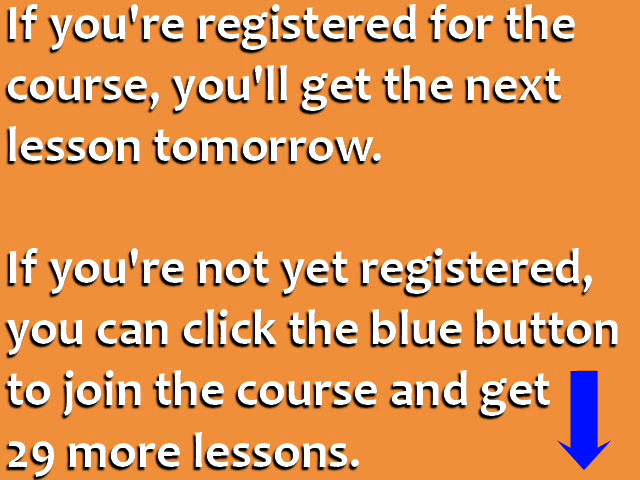 If you're registered for the
course, you'll get the next
lesson tomorrow.
If you're not yet registered,
you can click the blue button
to join the course and get
29 more lessons.